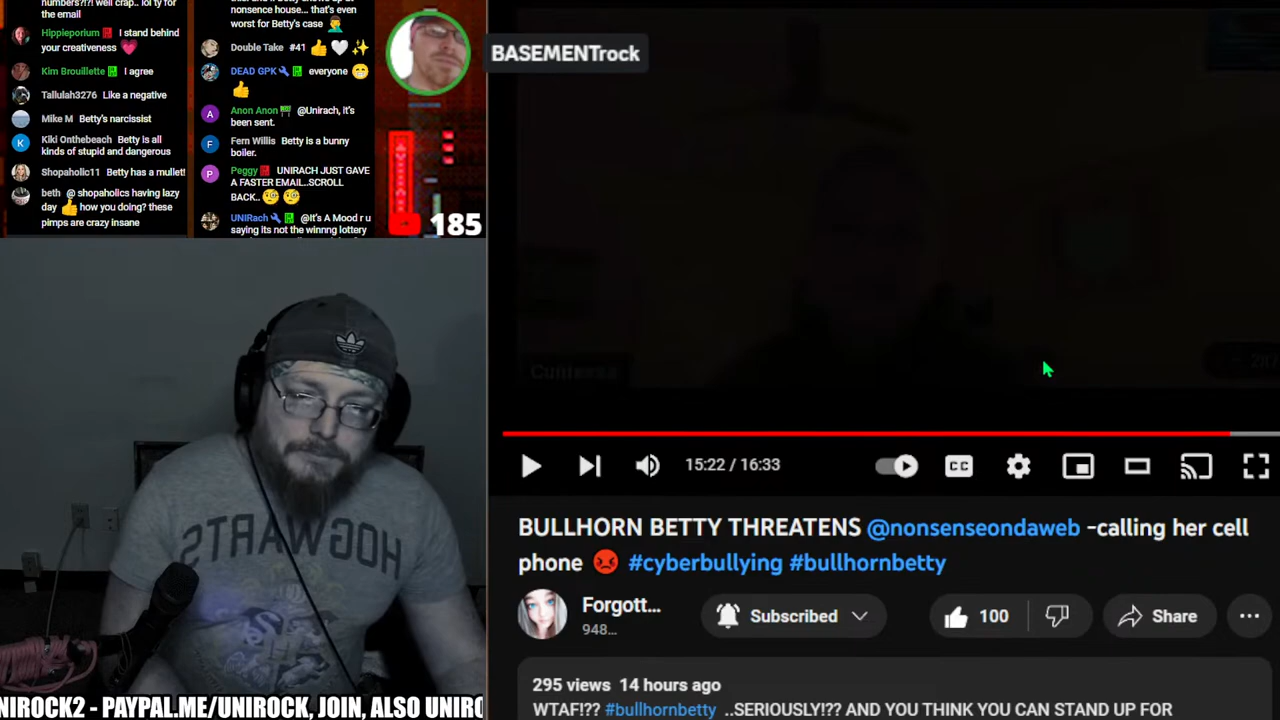 numbers?!?! well crap.. lol ty for
the email
Hippieporium I stand behind
your creativeness
Kim Brouillette I agree
Tallulah3276 Like a negative
Mike M Betty's narcissist
Kiki Onthebeach Betty is all
kinds of stupid and dangerous
Shopaholic11 Betty has a mullet!
beth @ shopaholics having lazy
day 👍 how you doing? these
pimps are crazy insane
nonsence house... that's even
worst for Betty's case 🤦‍♂️
Double Take #41 👍🤍✨
DEAD GPK everyone 😁
👍
Anon Anon @Unirach, it's
been sent.
Fern Willis Betty is a bunny
boiler.
Peggy UNIRACH JUST GAVE
A FASTER EMAIL..SCROLL
BACK.. 🧐 🧐
UNIRach @It's A Mood r u
saying its not the winnng lottery
185
BASEMENTrock
HOGWARTS
15:22 / 16:33
CC
BULLHORN BETTY THREATENS @nonsenseondaweb -calling her cell
phone 😡 #cyberbullying #bullhornbetty
Forgott...
948...
Subscribed
100
Share
295 views 14 hours ago
WTAF!?? #bullhornbetty ..SERIOUSLY!?? AND YOU THINK YOU CAN STAND UP FOR
NIROCK2 - PAYPAL.ME/UNIROCK, JOIN, ALSO UNIRO